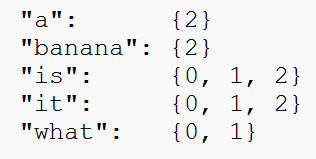 "a":      {2}
"banana": {2}
"is":     {0, 1, 2}
"it":     {0, 1, 2}
"what":   {0, 1}